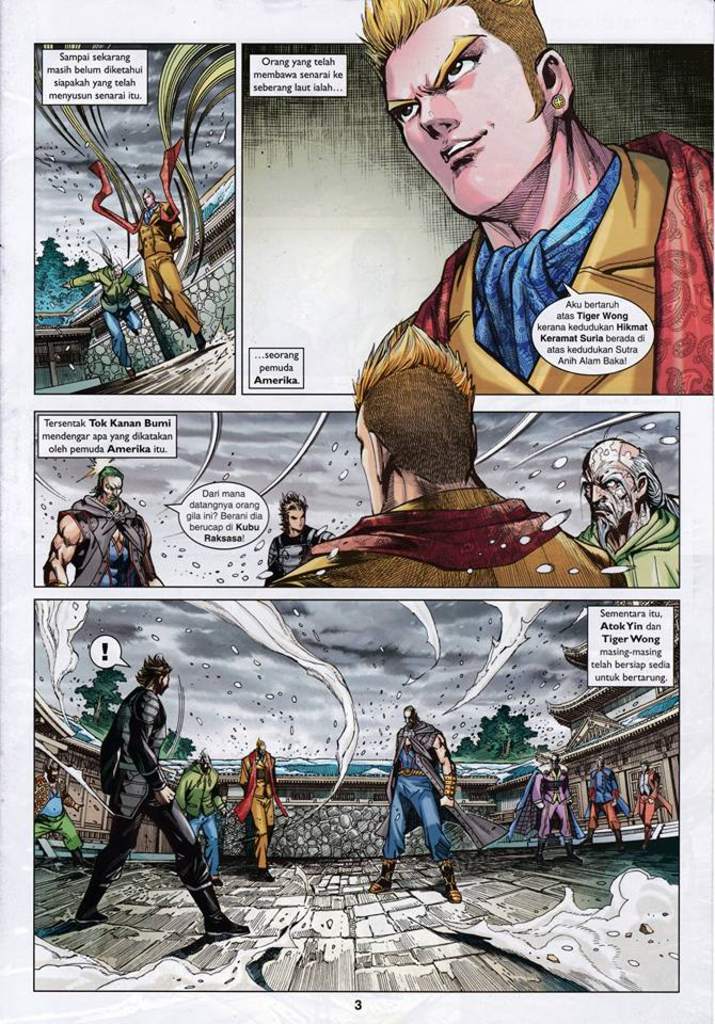 Sampai sekarang
masih belum diketahui
siapakah yang telah
menyusun senarai itu.
Orang yang telah
membawa senarai ke
seberang laut ialah...
Aku bertaruh
atas Tiger Wong
kerana kedudukan Hikmat
Keramat Suria berada di
atas kedudukan Sutra
Anih Alam Baka!
...seorang
pemuda
Amerika.
Tersentak Tok Kanan Bumi
mendengar apa yang dikatakan
oleh pemuda Amerika itu.
Dari mana
datangnya orang
gila ini? Berani dia
berucap di Kubu
Raksasa!
Sementara itu,
Atok Yin dan
Tiger Wong
masing-masing
telah bersiap sedia
untuk bertarung.
!
3